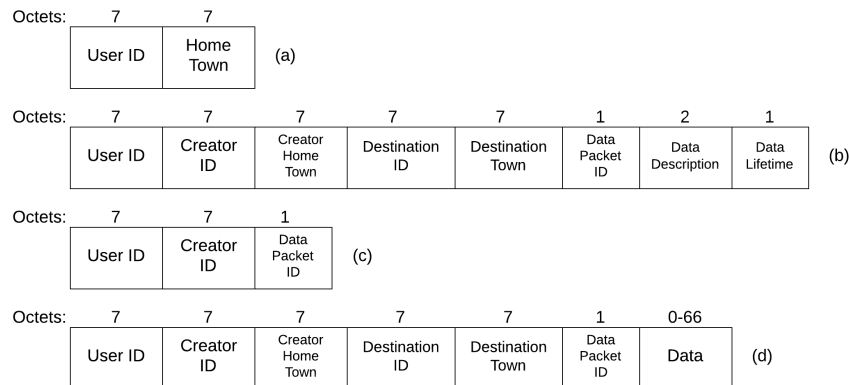 Octets: 7 7
User ID Home Town (a)
Octets: 7 7 7 7 7 1 2 1
User ID Creator ID Creator Home Town Destination ID Destination Town Data Packet ID Data Description Data Lifetime (b)
Octets: 7 7 1
User ID Creator ID Data Packet ID (c)
Octets: 7 7 7 7 7 1 0-66
User ID Creator ID Creator Home Town Destination ID Destination Town Data Packet ID Data (d)